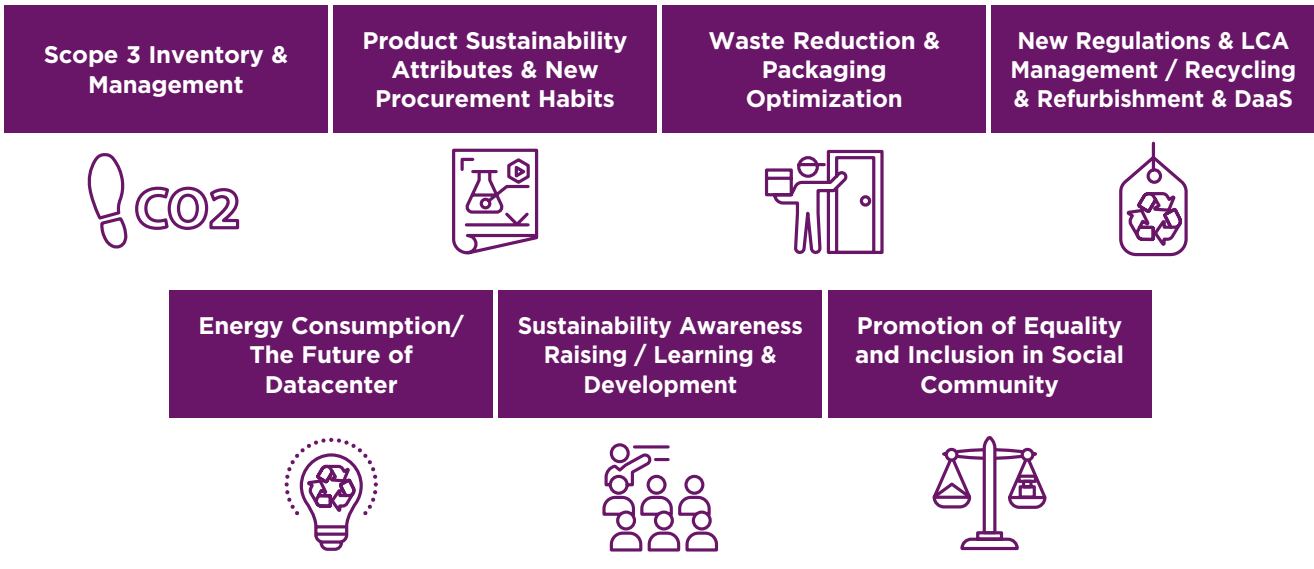 Scope 3 Inventory &
Management
Product Sustainability
Attributes & New
Procurement Habits
Waste Reduction &
Packaging
Optimization
New Regulations & LCA
Management / Recycling
& Refurbishment & DaaS
CO2
Energy Consumption/
The Future of
Datacenter
Sustainability Awareness
Raising / Learning &
Development
Promotion of Equality
and Inclusion in Social
Community